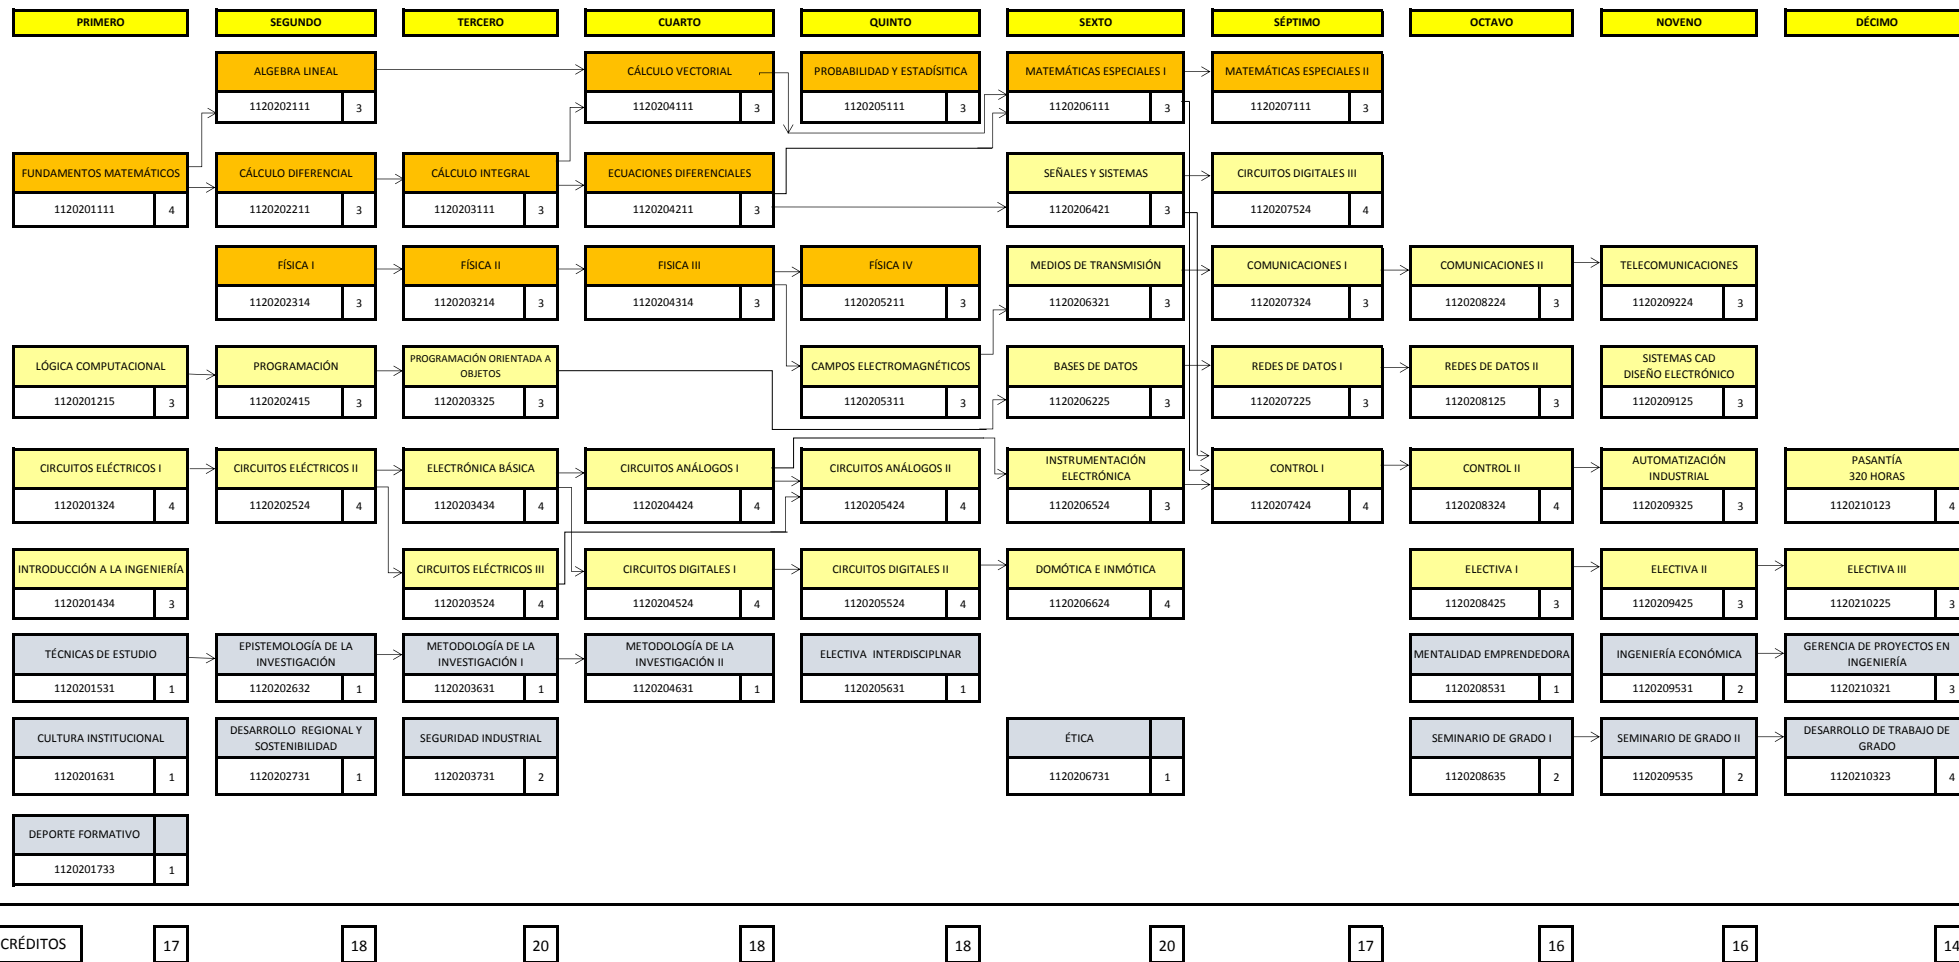 PRIMERO SEGUNDO TERCERO CUARTO QUINTO SEXTO SÉPTIMO OCTAVO NOVENO DÉCIMO
ALGEBRA LINEAL CÁLCULO VECTORIAL PROBABILIDAD Y ESTADÍSITICA MATEMÁTICAS ESPECIALES I MATEMÁTICAS ESPECIALES II
1120202111 3 1120204111 3 1120205111 3 1120206111 3 1120207111 3
FUNDAMENTOS MATEMÁTICOS CÁLCULO DIFERENCIAL CÁLCULO INTEGRAL ECUACIONES DIFERENCIALES SEÑALES Y SISTEMAS CIRCUITOS DIGITALES III
1120201111 4 1120202211 3 1120203111 3 1120204211 3 1120206421 3 1120207524 4
FÍSICA I FÍSICA II FISICA III FÍSICA IV MEDIOS DE TRANSMISIÓN COMUNICACIONES I COMUNICACIONES II TELECOMUNICACIONES
1120202314 3 1120203214 3 1120204314 3 1120205211 3 1120206321 3 1120207324 3 1120208224 3 1120209224 3
LÓGICA COMPUTACIONAL PROGRAMACIÓN PROGRAMACIÓN ORIENTADA A
OBJETOS CAMPOS ELECTROMAGNÉTICOS BASES DE DATOS REDES DE DATOS I REDES DE DATOS II SISTEMAS CAD
DISEÑO ELECTRÓNICO
1120201215 3 1120202415 3 1120203325 3 1120205311 3 1120206225 3 1120207225 3 1120208125 3 1120209125 3
CIRCUITOS ELÉCTRICOS I CIRCUITOS ELÉCTRICOS II ELECTRÓNICA BÁSICA CIRCUITOS ANÁLOGOS I CIRCUITOS ANÁLOGOS II INSTRUMENTACIÓN
ELECTRÓNICA CONTROL I CONTROL II AUTOMATIZACIÓN
INDUSTRIAL PASANTÍA
320 HORAS
1120201324 4 1120202524 4 1120203434 4 1120204424 4 1120205424 4 1120206524 3 1120207424 4 1120208324 4 1120209325 3 1120210123 4
INTRODUCCIÓN A LA INGENIERÍA CIRCUITOS ELÉCTRICOS III CIRCUITOS DIGITALES I CIRCUITOS DIGITALES II DOMÓTICA E INMÓTICA ELECTIVA I ELECTIVA II ELECTIVA III
1120201434 3 1120203524 4 1120204524 4 1120205524 4 1120206624 4 1120208425 3 1120209425 3 1120210225 3
TÉCNICAS DE ESTUDIO EPISTEMOLOGÍA DE LA
INVESTIGACIÓN METODOLOGÍA DE LA
INVESTIGACIÓN I METODOLOGÍA DE LA
INVESTIGACIÓN II ELECTIVA INTERDISCIPLNAR MENTALIDAD EMPRENDEDORA INGENIERÍA ECONÓMICA GERENCIA DE PROYECTOS EN
INGENIERÍA
1120201531 1 1120202632 1 1120203631 1 1120204631 1 1120205631 1 1120208531 1 1120209531 2 1120210321 3
CULTURA INSTITUCIONAL DESARROLLO REGIONAL Y
SOSTENIBILIDAD SEGURIDAD INDUSTRIAL ÉTICA SEMINARIO DE GRADO I SEMINARIO DE GRADO II DESARROLLO DE TRABAJO DE
GRADO
1120201631 1 1120202731 1 1120203731 2 1120206731 1 1120208635 2 1120209535 2 1120210323 4
DEPORTE FORMATIVO
1120201733 1
CRÉDITOS 17 18 20 18 18 20 17 16 16 14